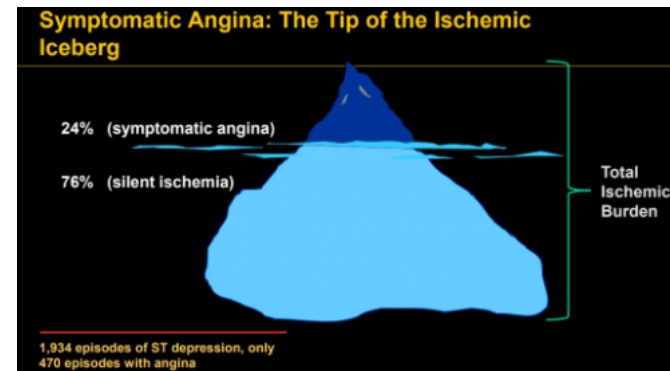 Symptomatic Angina: The Tip of the Ischemic
Iceberg
24% (symptomatic angina)
76% (silent ischemia)
Total
Ischemic
Burden
1,934 episodes of ST depression, only
470 episodes with angina